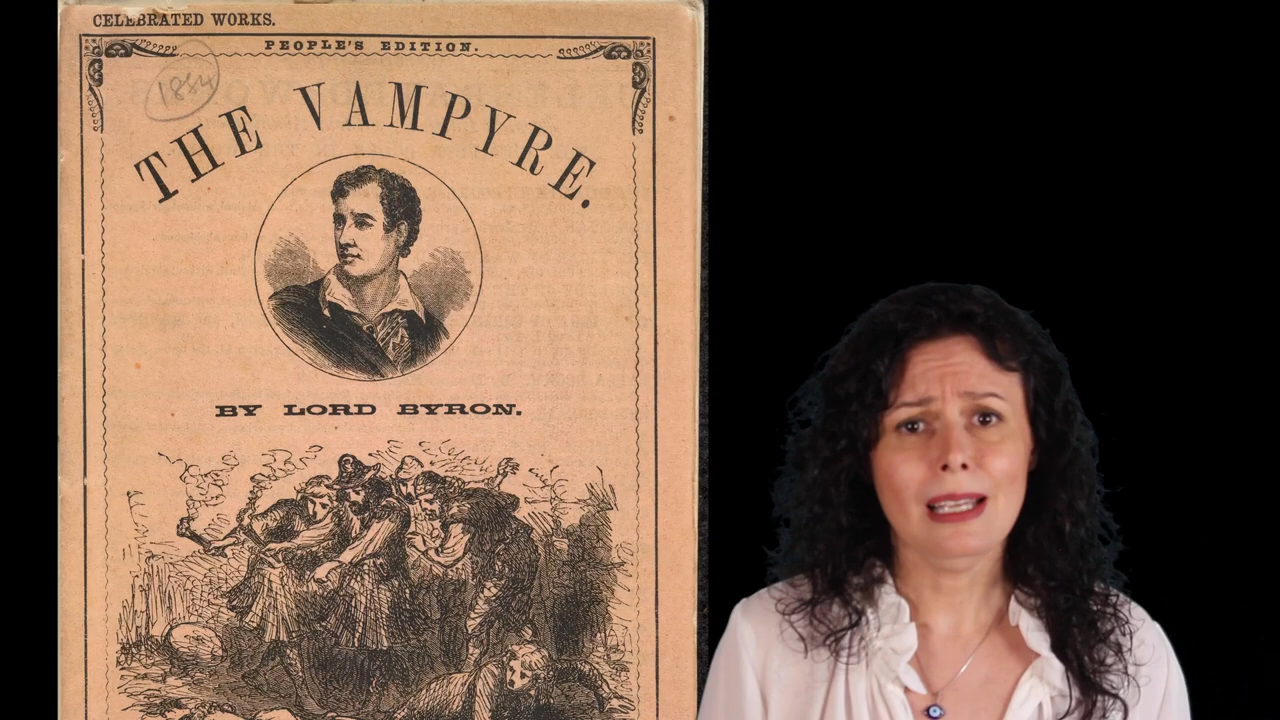 CELEBRATED WORKS.
PEOPLE'S EDITION.
1884
THE VAMPYRE.
BY LORD BYRON.